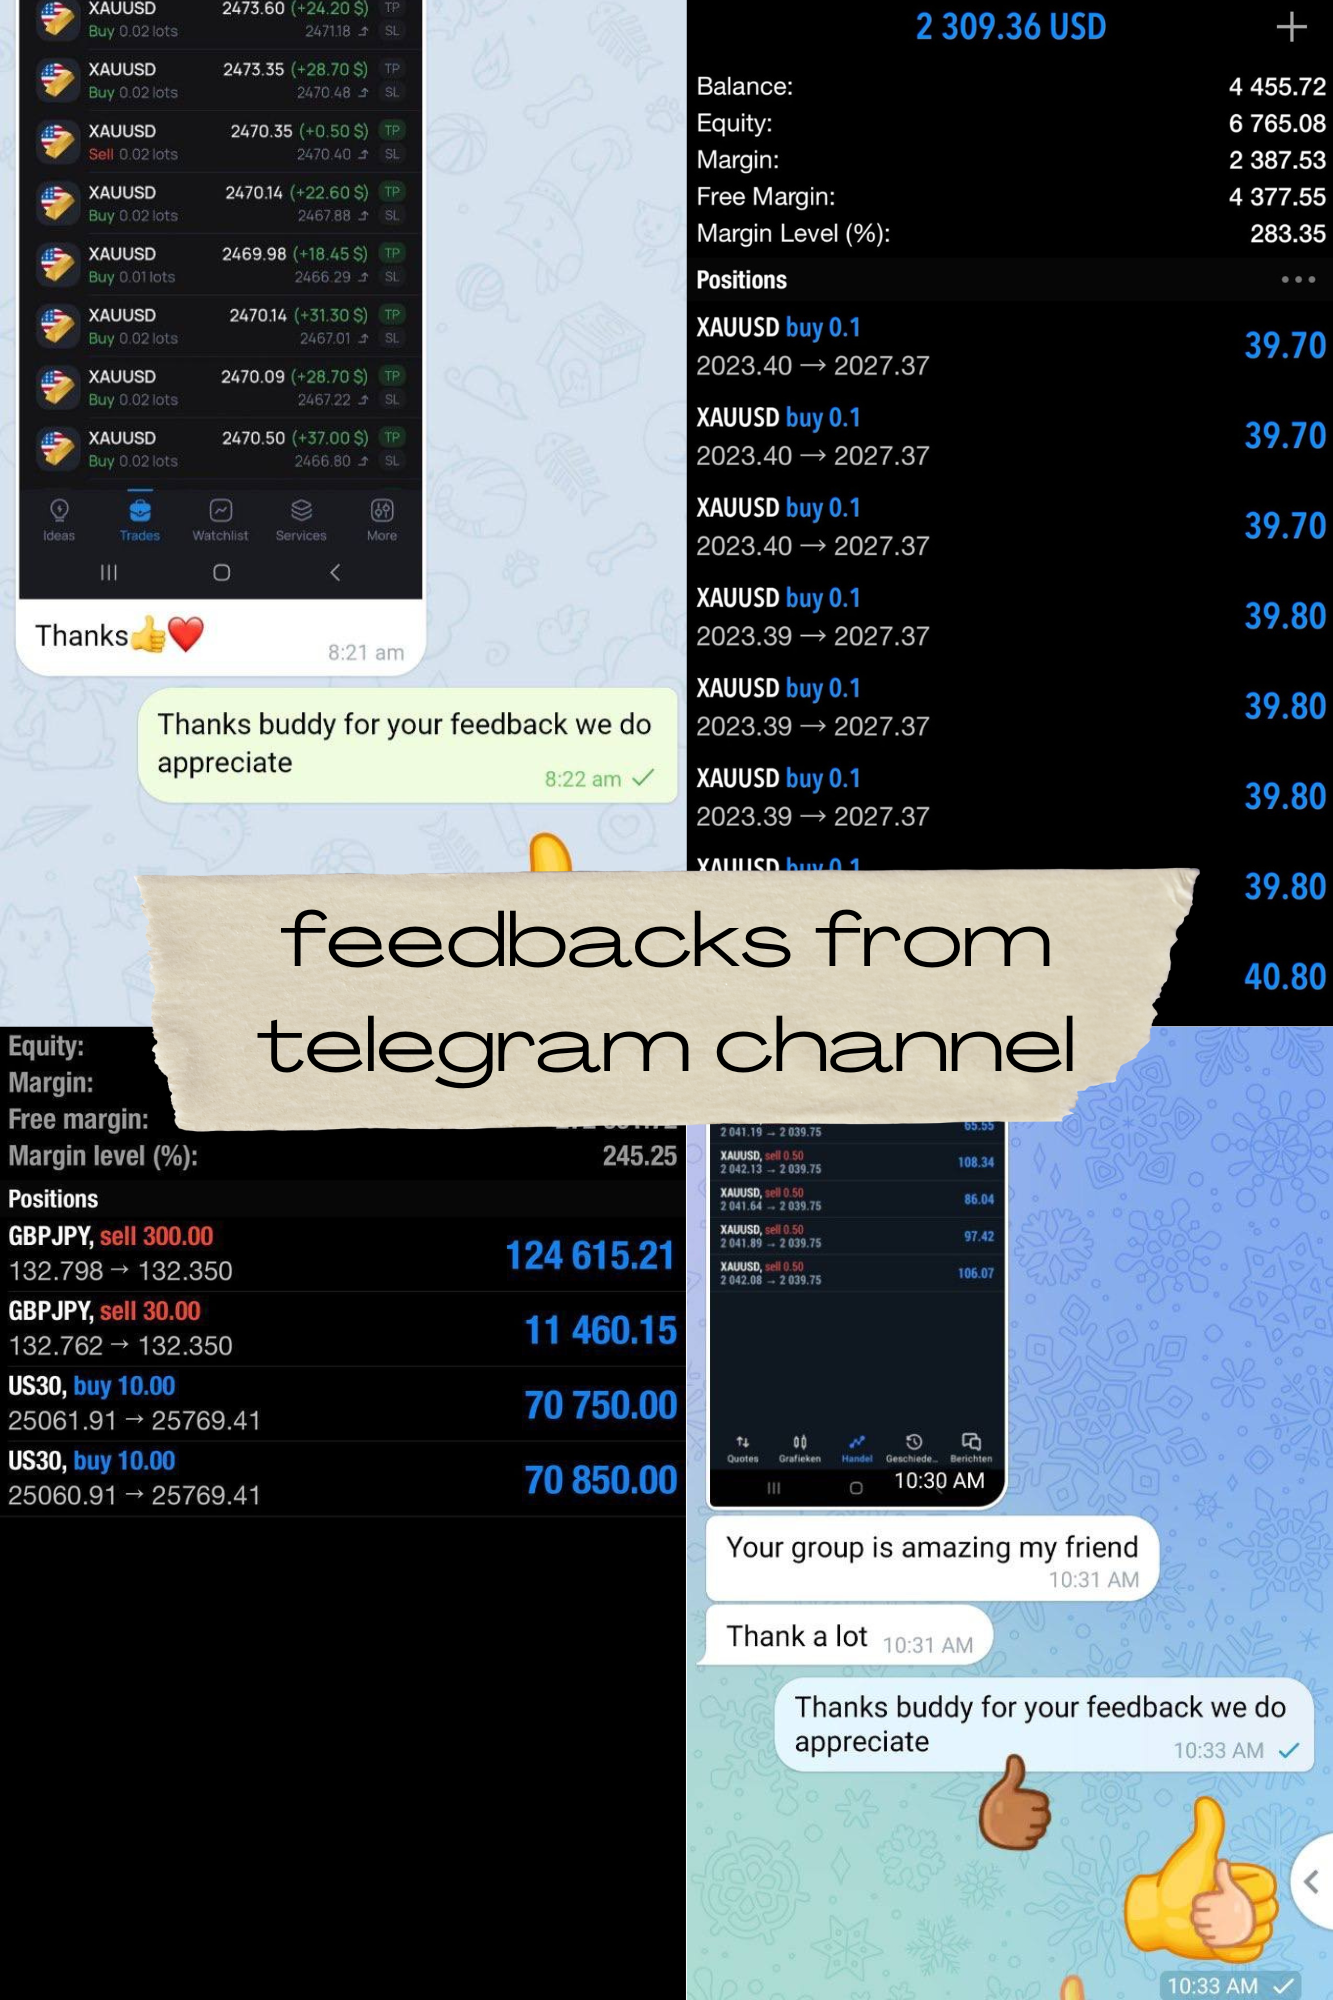 XAUUSD 2473.60 (+24.20 $) TP
Buy 0.02 lots 2471.18 SL
XAUUSD 2473.35 (+28.70 $) TP
Buy 0.02 lots 2470.48 SL
XAUUSD 2470.35 (+0.50 $) TP
Sell 0.02 lots 2470.40 SL
XAUUSD 2470.14 (+22.60 $) TP
Buy 0.02 lots 2467.88 SL
XAUUSD 2469.98 (+18.45 $) TP
Buy 0.01 lots 2466.29 SL
XAUUSD 2470.14 (+31.30 $) TP
Buy 0.02 lots 2467.01 SL
XAUUSD 2470.09 (+28.70 $) TP
Buy 0.02 lots 2467.22 SL
XAUUSD 2470.50 (+37.00 $) TP
Buy 0.02 lots 2466.80 SL
Ideas Trades Watchlist Services More
Thanks👍❤️
8:21 am
Thanks buddy for your feedback we do
appreciate
8:22 am
2 309.36 USD
Balance: 4 455.72
Equity: 6 765.08
Margin: 2 387.53
Free Margin: 4 377.55
Margin Level (%): 283.35
Positions
XAUUSD buy 0.1
2023.40 → 2027.37
39.70
XAUUSD buy 0.1
2023.40 → 2027.37
39.70
XAUUSD buy 0.1
2023.40 → 2027.37
39.70
XAUUSD buy 0.1
2023.39 → 2027.37
39.80
XAUUSD buy 0.1
2023.39 → 2027.37
39.80
XAUUSD buy 0.1
2023.39 → 2027.37
39.80
XAUUSD buy 0.1
39.80
40.80
feedbacks from
telegram channel
Equity:
Margin:
Free margin:
Margin level (%): 245.25
Positions
GBPJPY, sell 300.00
132.798 → 132.350
124 615.21
GBPJPY, sell 30.00
132.762 → 132.350
11 460.15
US30, buy 10.00
25061.91 → 25769.41
70 750.00
US30, buy 10.00
25060.91 → 25769.41
70 850.00
2 041.19 → 2 039.75 65.55
XAUUSD, sell 0.50
2 042.13 → 2 039.75
108.34
XAUUSD, sell 0.50
2 041.64 → 2 039.75
86.04
XAUUSD, sell 0.50
2 041.89 → 2 039.75
97.42
XAUUSD, sell 0.50
2 042.08 → 2 039.75
106.07
Quotes Grafieken Handel Geschiede... Berichten
10:30 AM
Your group is amazing my friend
10:31 AM
Thank a lot 10:31 AM
Thanks buddy for your feedback we do
appreciate
10:33 AM
10:33 AM